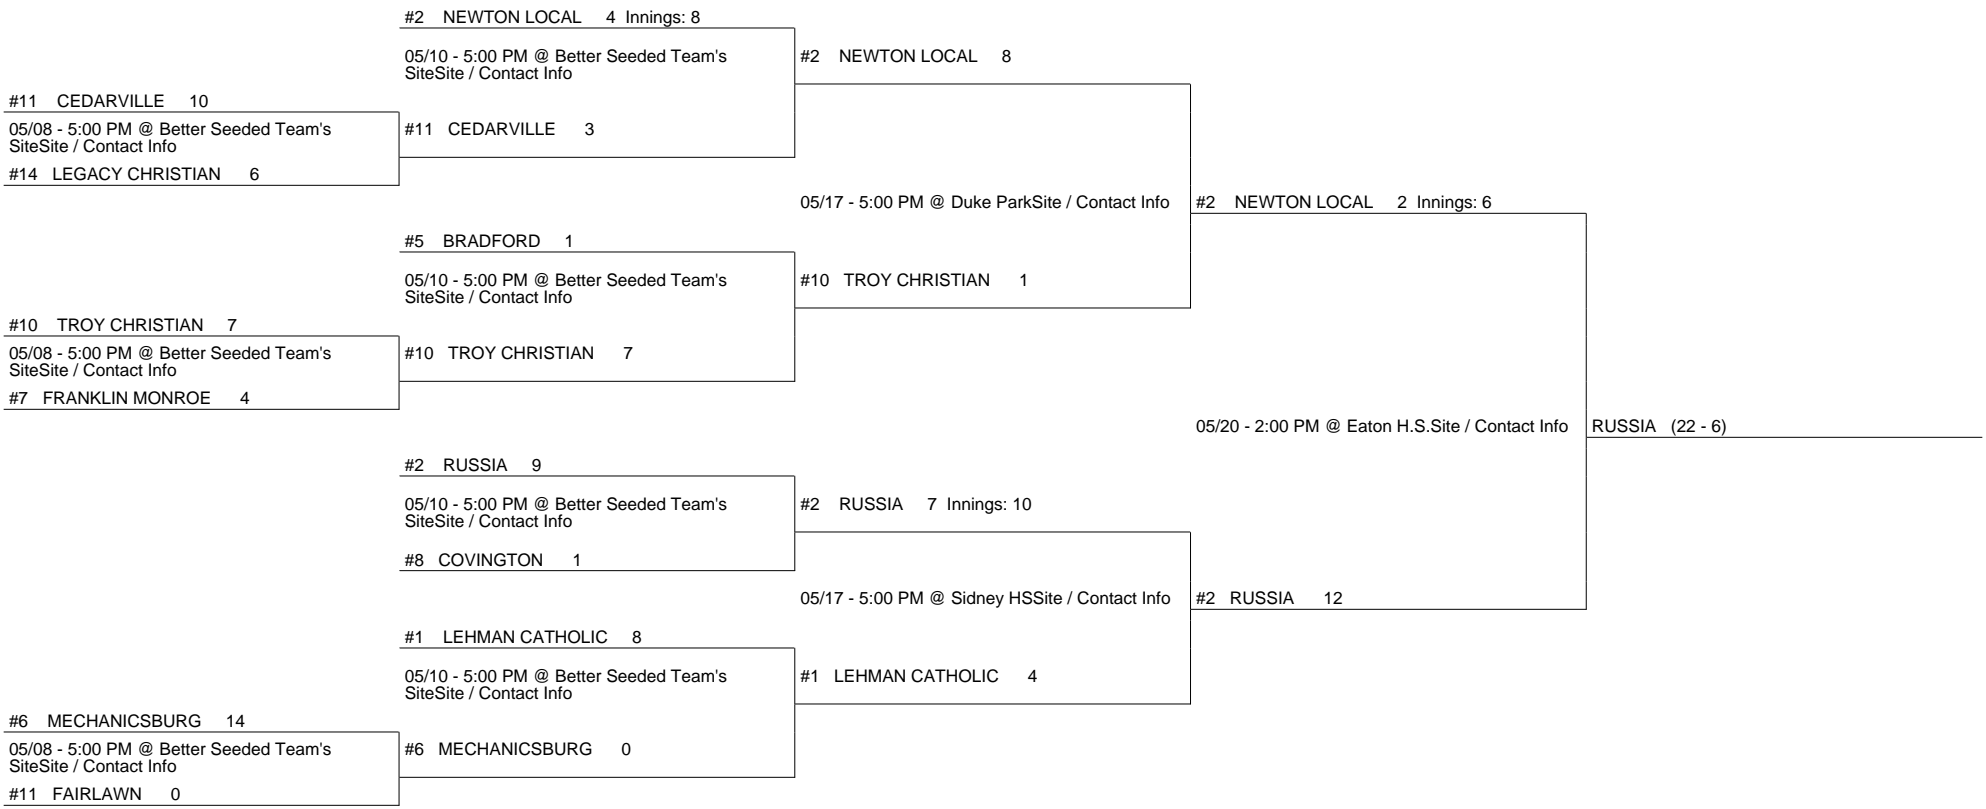 #2 NEWTON LOCAL 4 Innings: 8
05/10 - 5:00 PM @ Better Seeded Team's
SiteSite / Contact Info
#2 NEWTON LOCAL 8
#11 CEDARVILLE 10
05/08 - 5:00 PM @ Better Seeded Team's
SiteSite / Contact Info
#11 CEDARVILLE 3
#14 LEGACY CHRISTIAN 6
05/17 - 5:00 PM @ Duke ParkSite / Contact Info
#2 NEWTON LOCAL 2 Innings: 6
#5 BRADFORD 1
05/10 - 5:00 PM @ Better Seeded Team's
SiteSite / Contact Info
#10 TROY CHRISTIAN 1
#10 TROY CHRISTIAN 7
05/08 - 5:00 PM @ Better Seeded Team's
SiteSite / Contact Info
#10 TROY CHRISTIAN 7
#7 FRANKLIN MONROE 4
05/20 - 2:00 PM @ Eaton H.S.Site / Contact Info
RUSSIA (22 - 6)
#2 RUSSIA 9
05/10 - 5:00 PM @ Better Seeded Team's
SiteSite / Contact Info
#2 RUSSIA 7 Innings: 10
#8 COVINGTON 1
05/17 - 5:00 PM @ Sidney HSSite / Contact Info
#2 RUSSIA 12
#1 LEHMAN CATHOLIC 8
05/10 - 5:00 PM @ Better Seeded Team's
SiteSite / Contact Info
#1 LEHMAN CATHOLIC 4
#6 MECHANICSBURG 14
05/08 - 5:00 PM @ Better Seeded Team's
SiteSite / Contact Info
#6 MECHANICSBURG 0
#11 FAIRLAWN 0